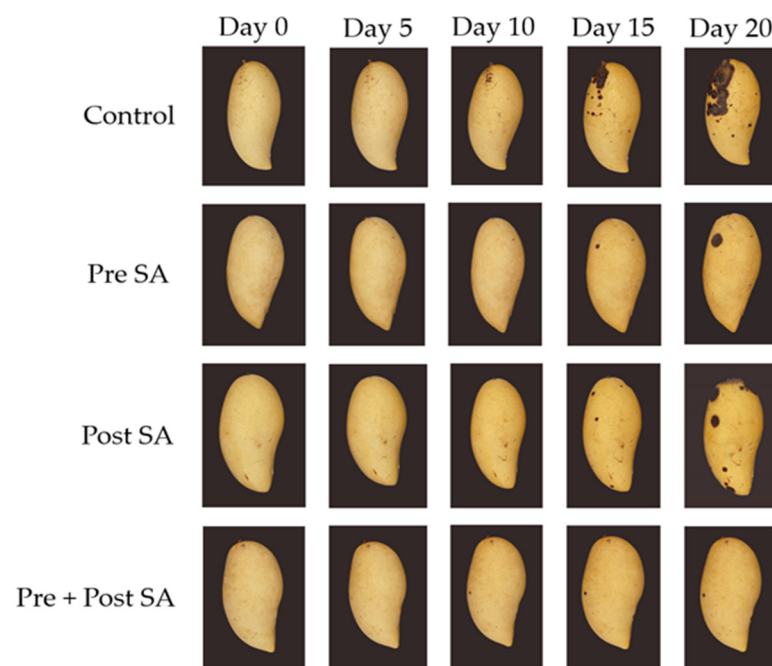 Day 0 Day 5 Day 10 Day 15 Day 20
Control
Pre SA
Post SA
Pre + Post SA